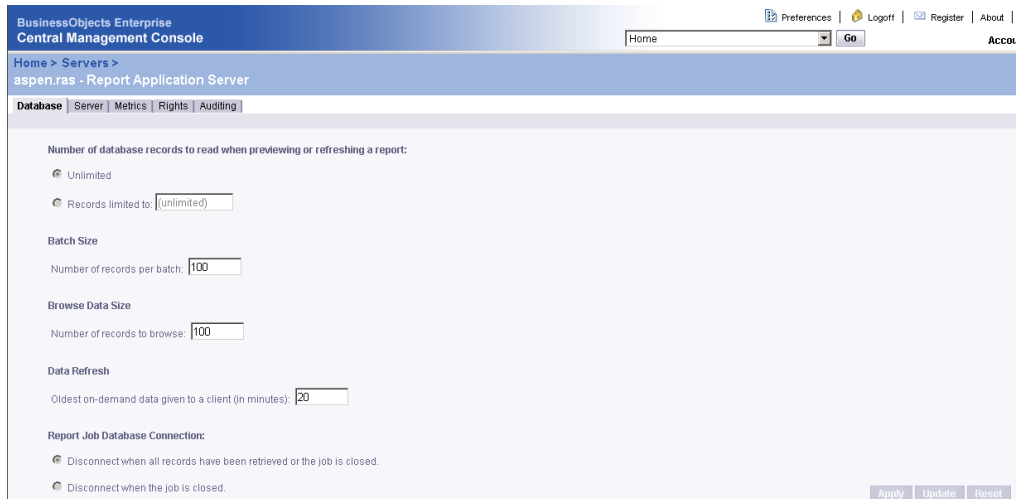 BusinessObjects Enterprise
Central Management Console
Preferences | Logoff | Register | About |
Home Go
Home > Servers >
aspen.ras - Report Application Server
Database | Server | Metrics | Rights | Auditing |
Number of database records to read when previewing or refreshing a report:
Unlimited
Records limited to: (unlimited)
Batch Size
Number of records per batch: 100
Browse Data Size
Number of records to browse: 100
Data Refresh
Oldest on-demand data given to a client (in minutes): 20
Report Job Database Connection:
Disconnect when all records have been retrieved or the job is closed.
Disconnect when the job is closed.
Apply Update Reset